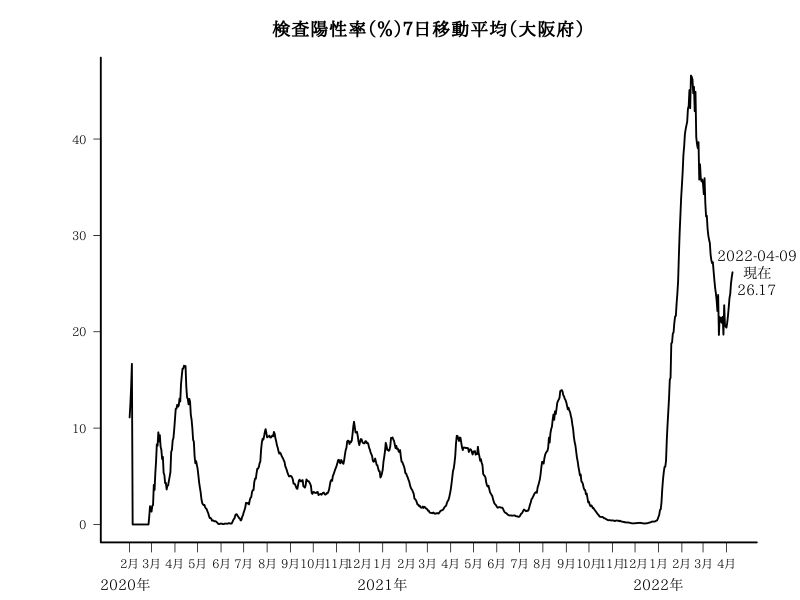 検査陽性率(%)7日移動平均(大阪府)
40
30
20
10
0
2022-04-09
現在
26.17
2月 3月 4月 5月 6月 7月 8月 9月 10月 11月 12月 1月 2月 3月 4月 5月 6月 7月 8月 9月 10月 11月 12月 1月 2月 3月 4月
2020年 2021年 2022年